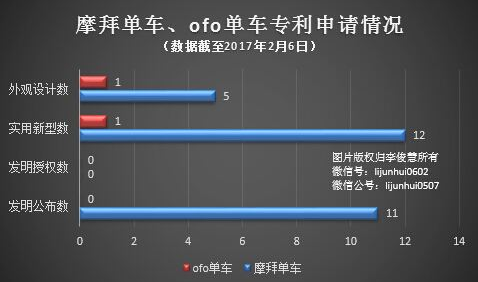 摩拜单车、ofo单车专利申请情况
（数据截至2017年2月6日）
外观设计数
1
5
实用新型数
1
12
发明授权数
0
0
发明公布数
0
11
图片版权归李俊慧所有
微信号：lijunhui0602
微信公号：lijunhui0507
0 2 4 6 8 10 12 14
ofo单车 摩拜单车